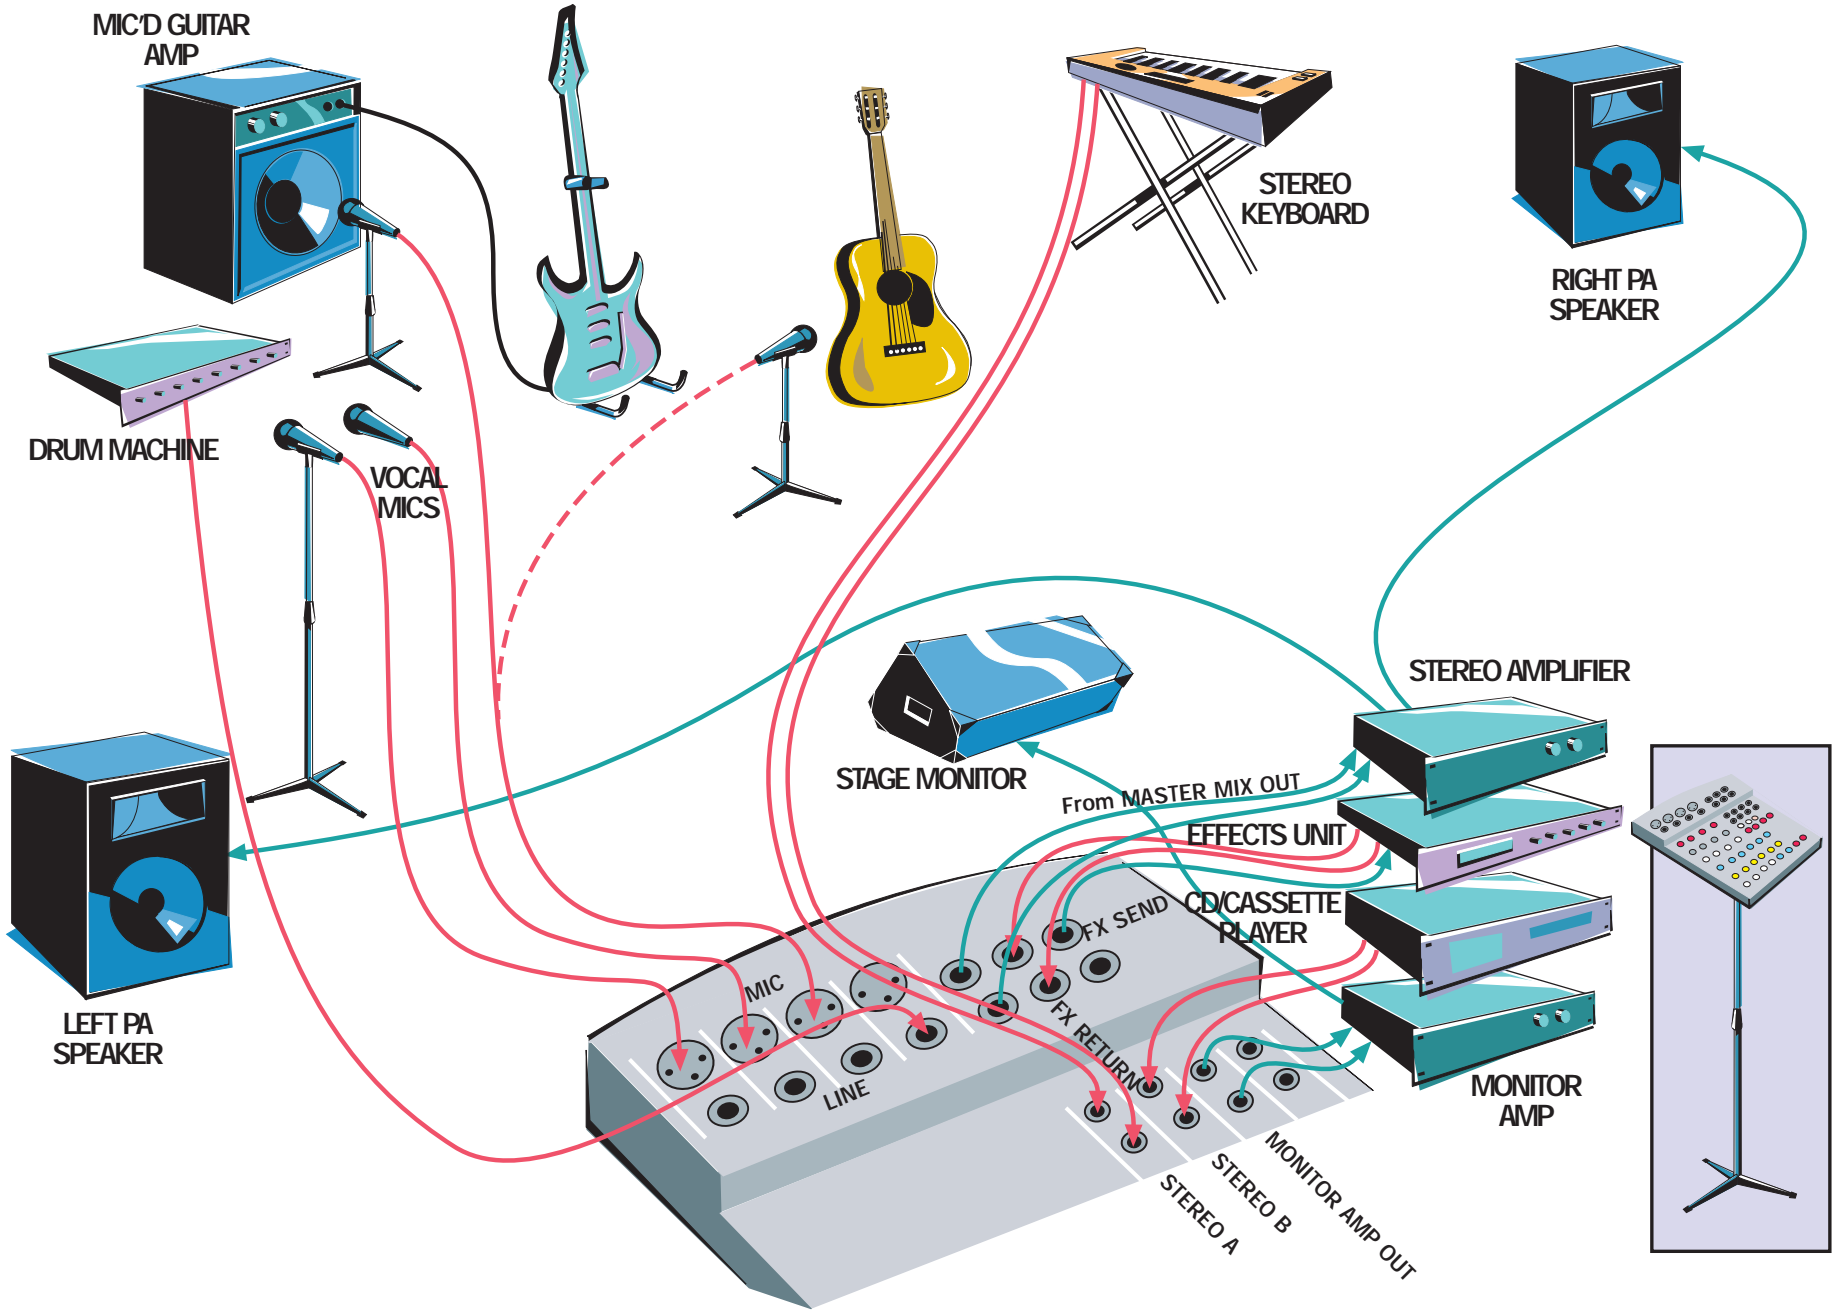 MIC'D GUITAR
AMP
STEREO
KEYBOARD
RIGHT PA
SPEAKER
DRUM MACHINE
VOCAL
MICS
STEREO AMPLIFIER
STAGE MONITOR
From MASTER MIX OUT
EFFECTS UNIT
CD/CASSETTE
PLAYER
FX SEND
MIC
LINE
FX RETURN
LEFT PA
SPEAKER
MONITOR
AMP
STEREO A
STEREO B
MONITOR AMP OUT